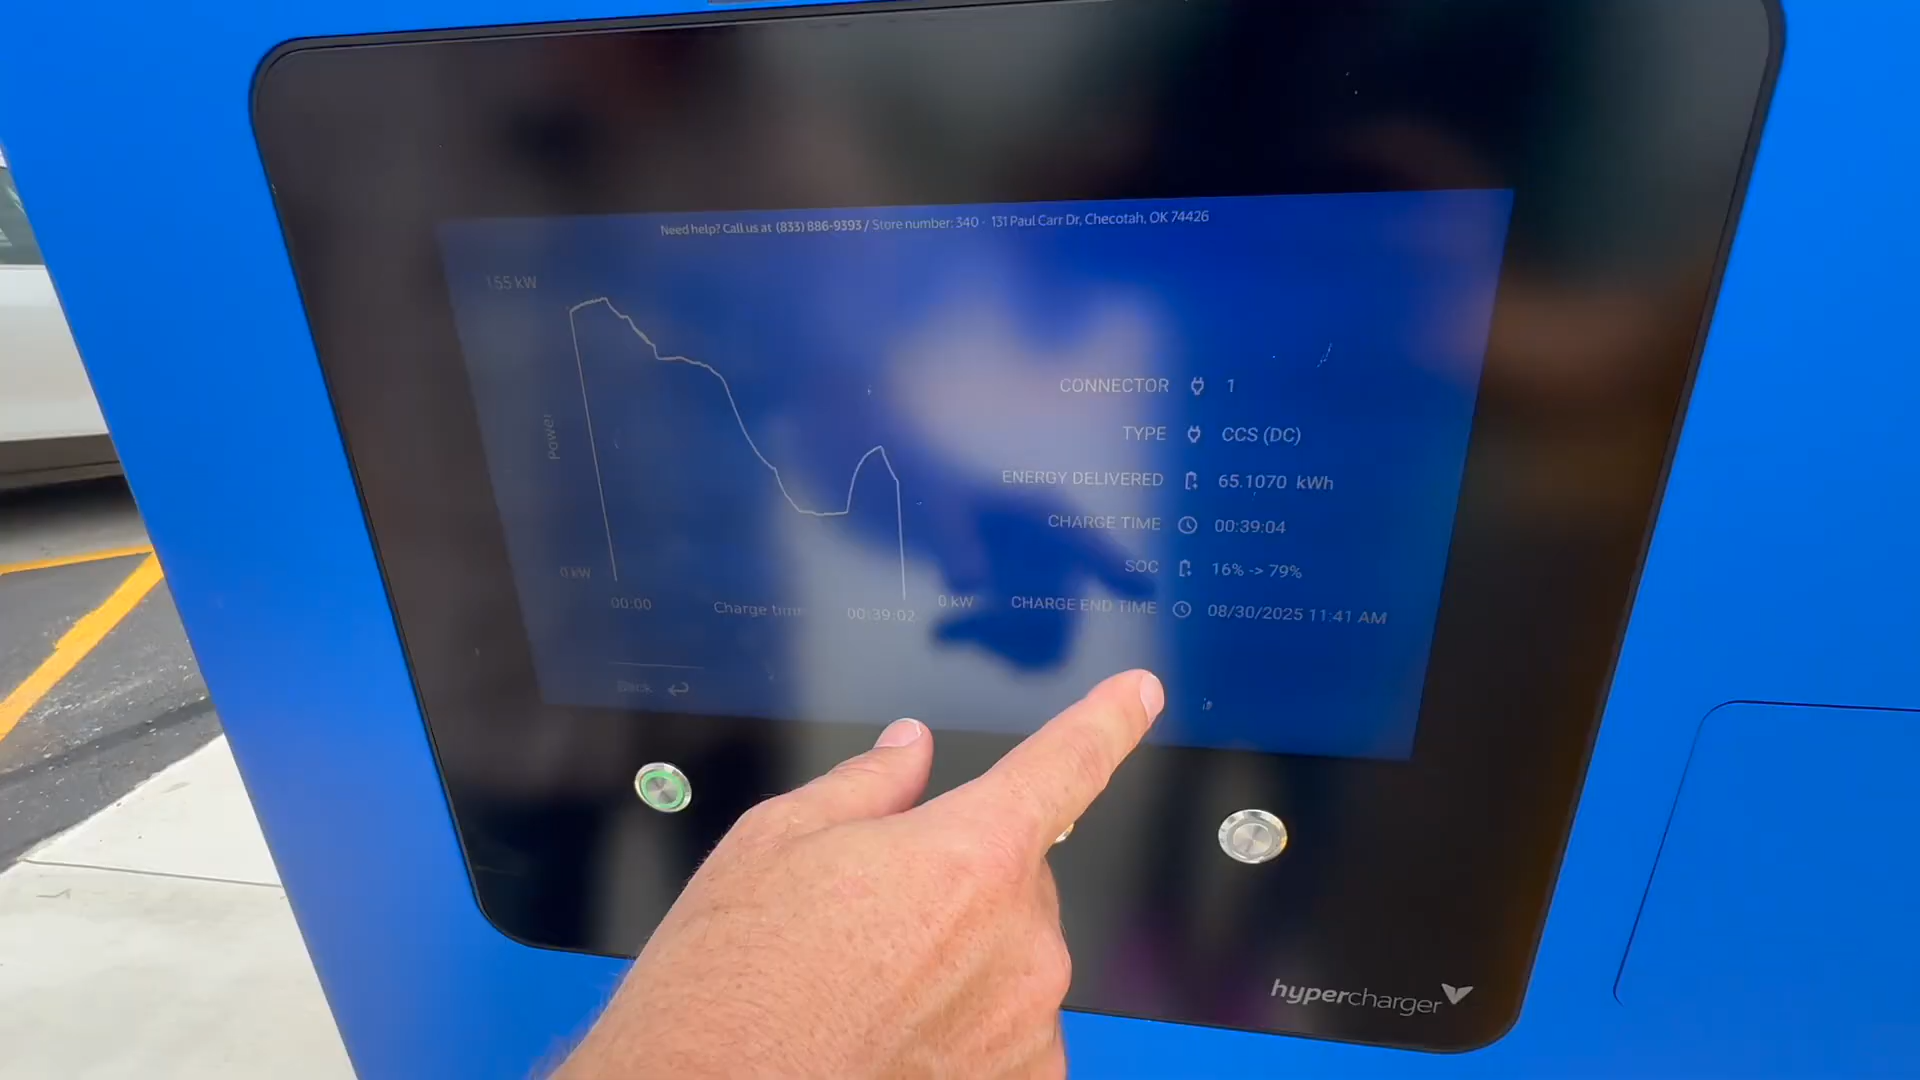 Need help? Call us at (833) 886-9393 / Store number: 340 - 131 Paul Carr Dr, Checotah, OK 74426
155 kW
Power
0 kW
00:00
Charge time
00:39:02
0 kW
CONNECTOR 1
TYPE CCS (DC)
ENERGY DELIVERED 65.1070 kWh
CHARGE TIME 00:39:04
SOC 16% -> 79%
CHARGE END TIME 08/30/2025 11:41 AM
Back
hypercharger